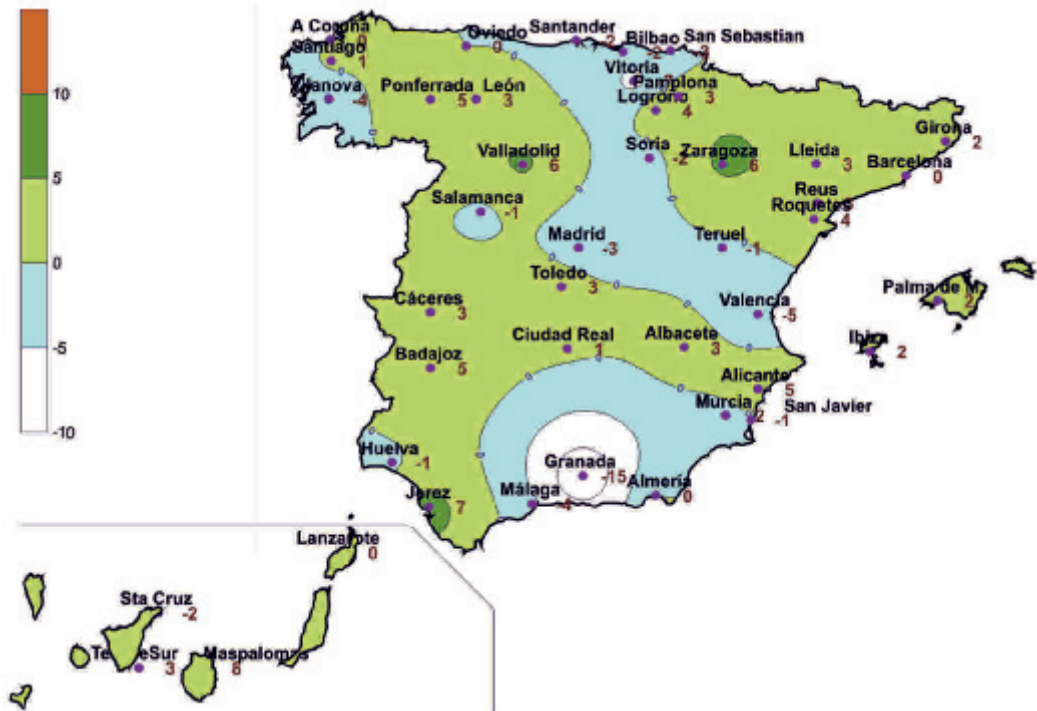 A Coruña 0
Santiago 1
Vilanova -4
Oviedo 0
Santander -2
Bilbao -2
San Sebastian
Vitoria
Pamplona 3
Logroño 4
Ponferrada 5
León 3
Valladolid 6
Soria -2
Zaragoza 6
Lleida 3
Girona 2
Barcelona 0
Reus
Roquetes 4
Salamanca -1
Madrid -3
Teruel -1
Toledo 3
Valencia -5
Palma de M. 2
Ibiza 2
Cáceres 3
Badajoz 5
Ciudad Real 1
Albacete 3
Alicante 5
Murcia 2
San Javier -1
Huelva -1
Jerez 7
Granada -15
Málaga -4
Almería 0
Lanzarote 0
Sta Cruz -2
Maspalomas 8
3
10
5
0
-5
-10